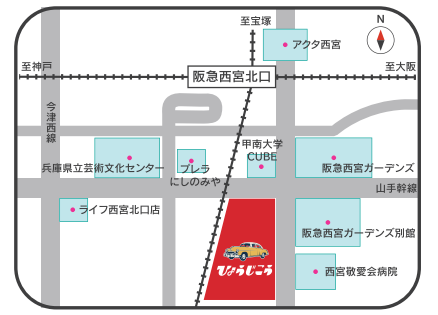 至宝塚
N
アクタ西宮
至神戸
阪急西宮北口
至大阪
今津西線
甲南大学
CUBE
兵庫県立芸術文化センター
プレラ
にしのみや
阪急西宮ガーデンズ
山手幹線
ライフ西宮北口店
阪急西宮ガーデンズ別館
ひょうじこう
西宮敬愛会病院